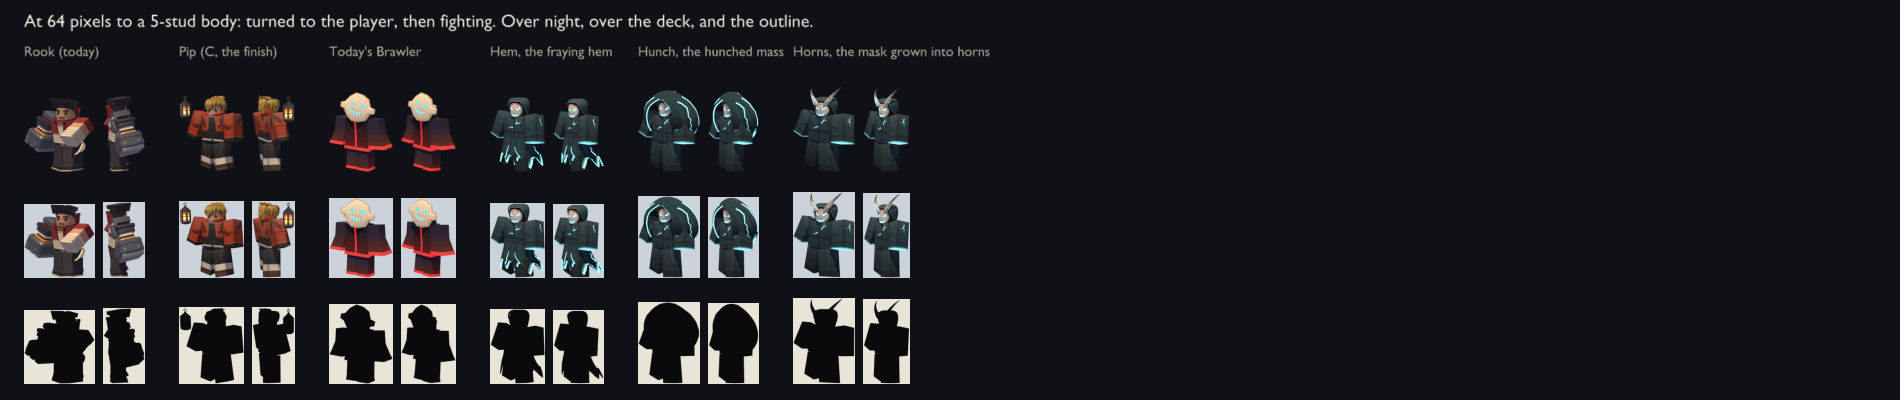 At 64 pixels to a 5-stud body: turned to the player, then fighting. Over night, over the deck, and the outline.
Rook (today) Pip (C, the finish) Today's Brawler Hem, the fraying hem Hunch, the hunched mass Horns, the mask grown into horns